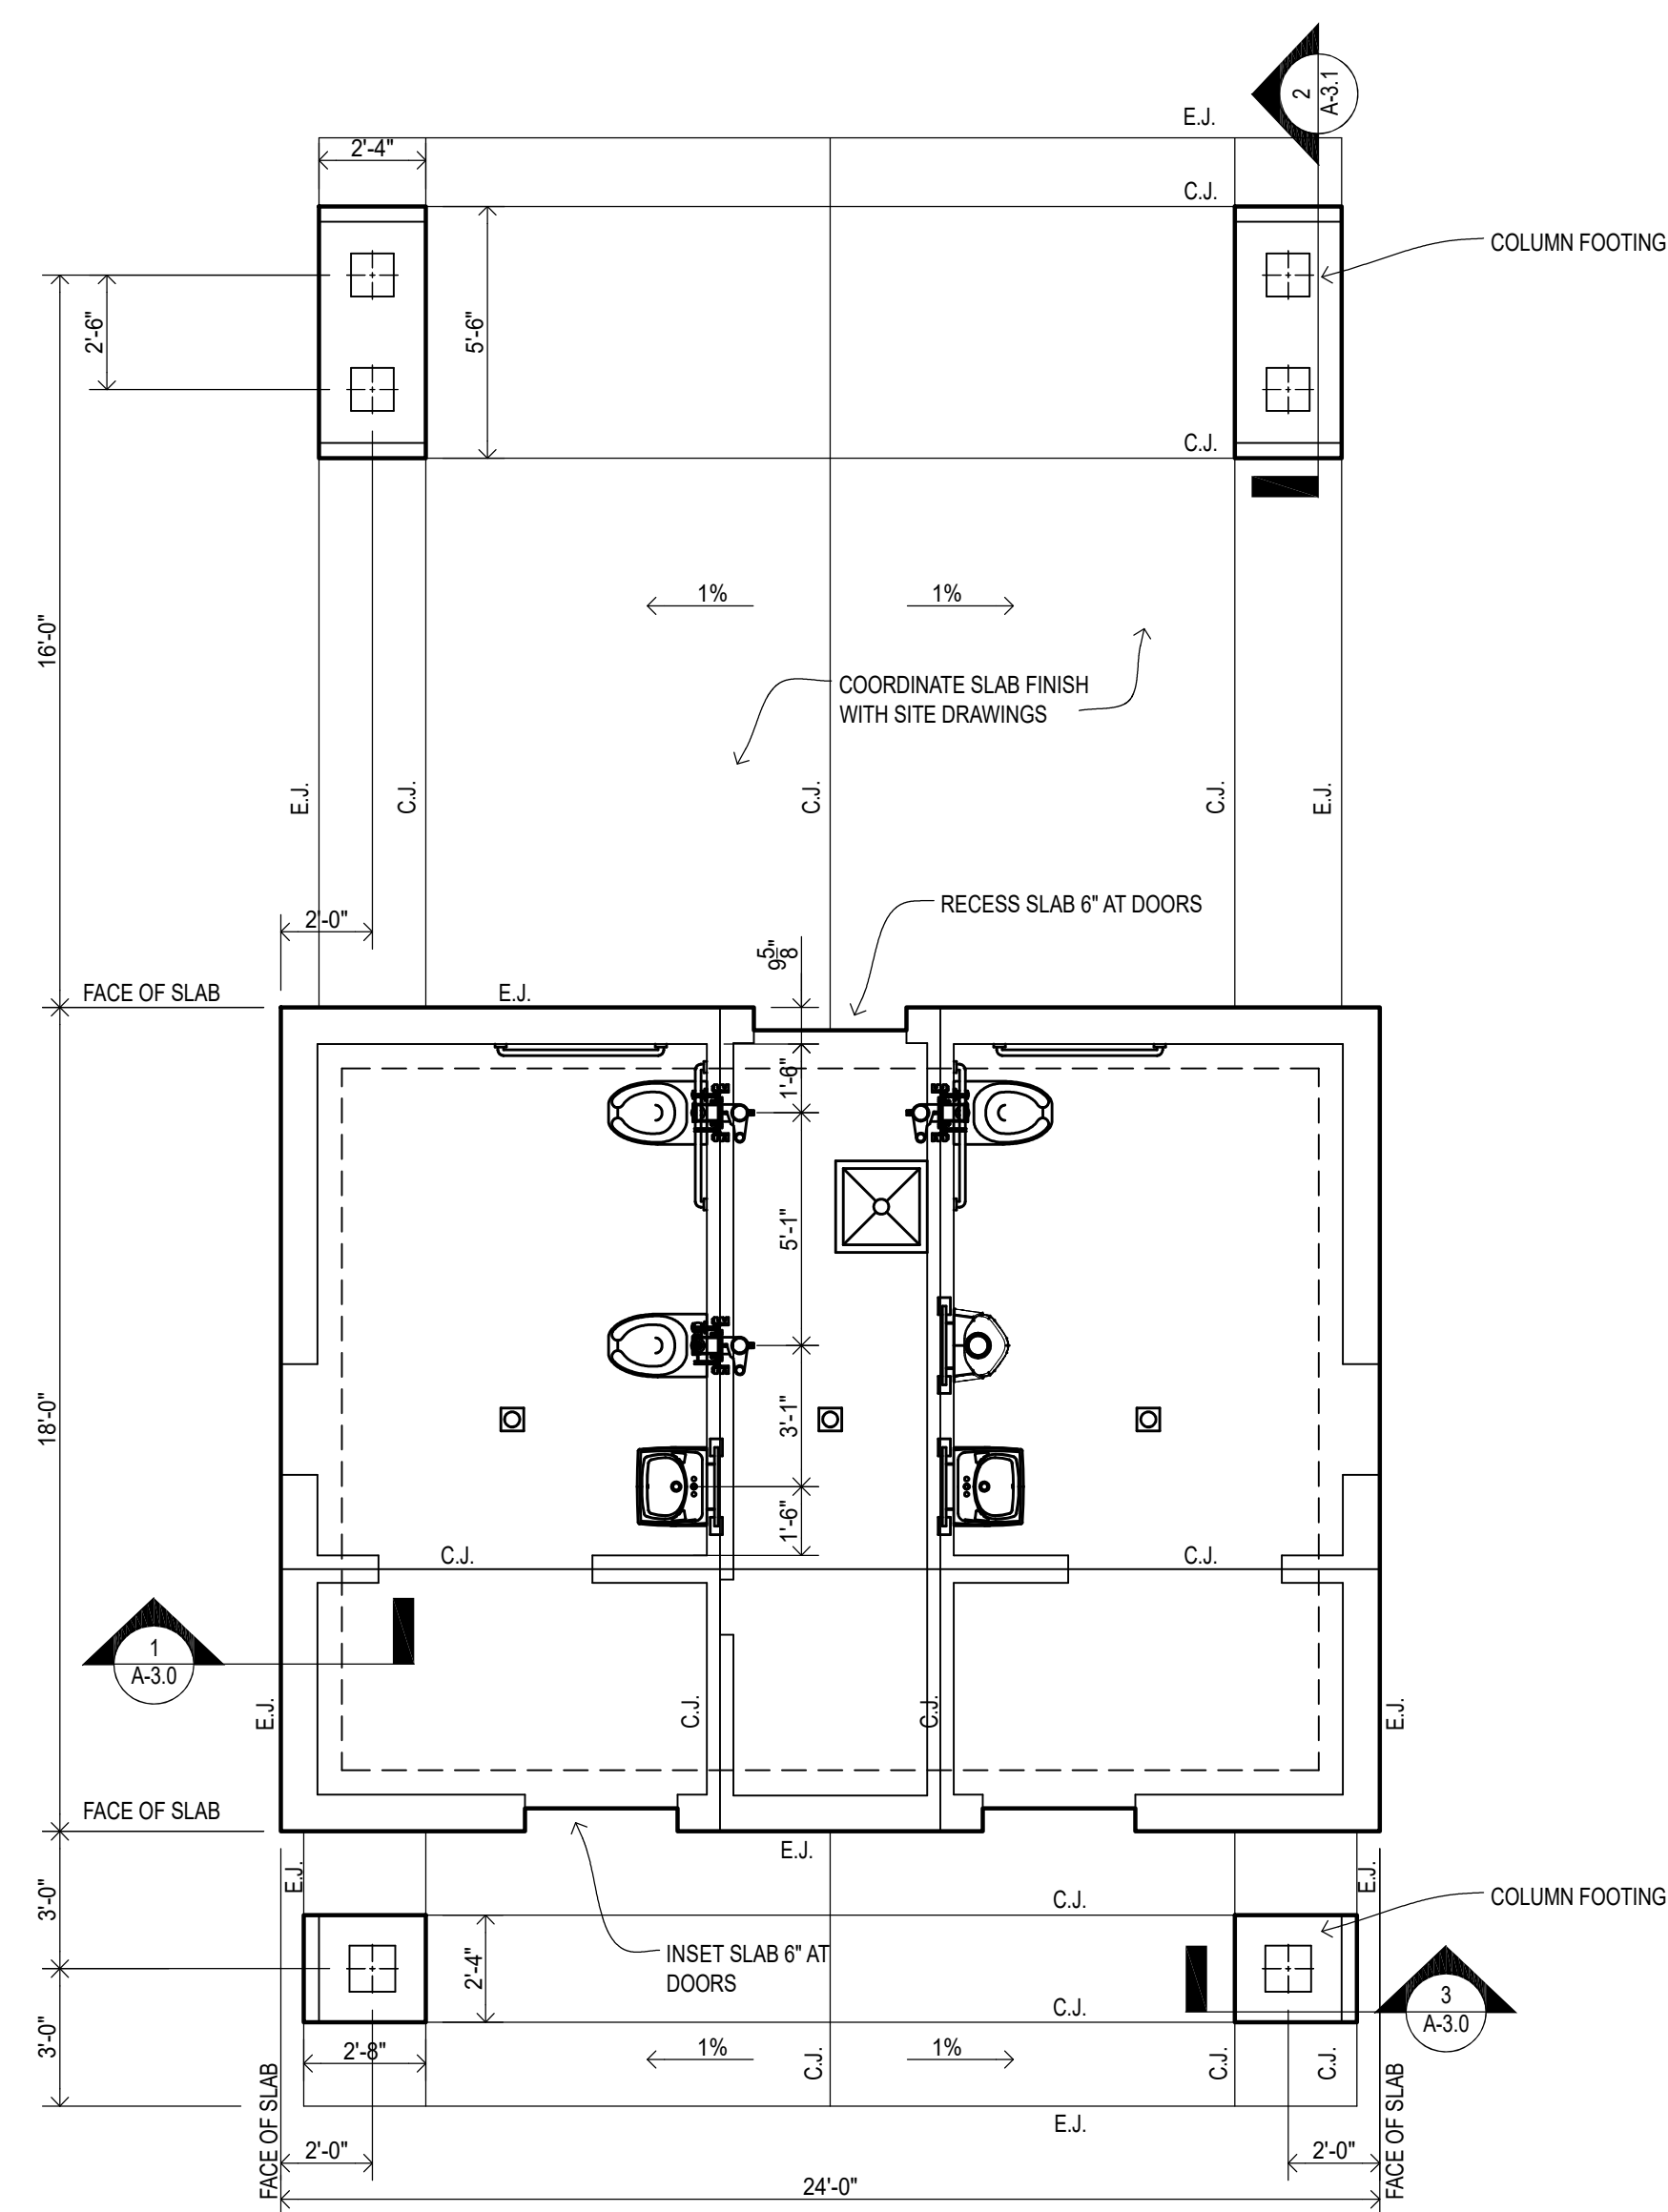 2
A-3.1
E.J.
2'-4"
C.J.
COLUMN FOOTING
2'-6"
5'-6"
C.J.
1%
1%
16'-0"
COORDINATE SLAB FINISH
WITH SITE DRAWINGS
E.J.
C.J.
C.J.
C.J.
E.J.
RECESS SLAB 6" AT DOORS
2'-0"
9 5/8"
FACE OF SLAB
E.J.
1'-6"
5'-1"
18'-0"
3'-1"
1'-6"
C.J.
C.J.
1
A-3.0
E.J.
C.J.
C.J.
E.J.
FACE OF SLAB
E.J.
E.J.
E.J.
3'-0"
C.J.
COLUMN FOOTING
INSET SLAB 6" AT
DOORS
2'-4"
C.J.
3
A-3.0
3'-0"
2'-8"
1%
C.J.
1%
C.J.
C.J.
FACE OF SLAB
E.J.
FACE OF SLAB
2'-0"
2'-0"
24'-0"